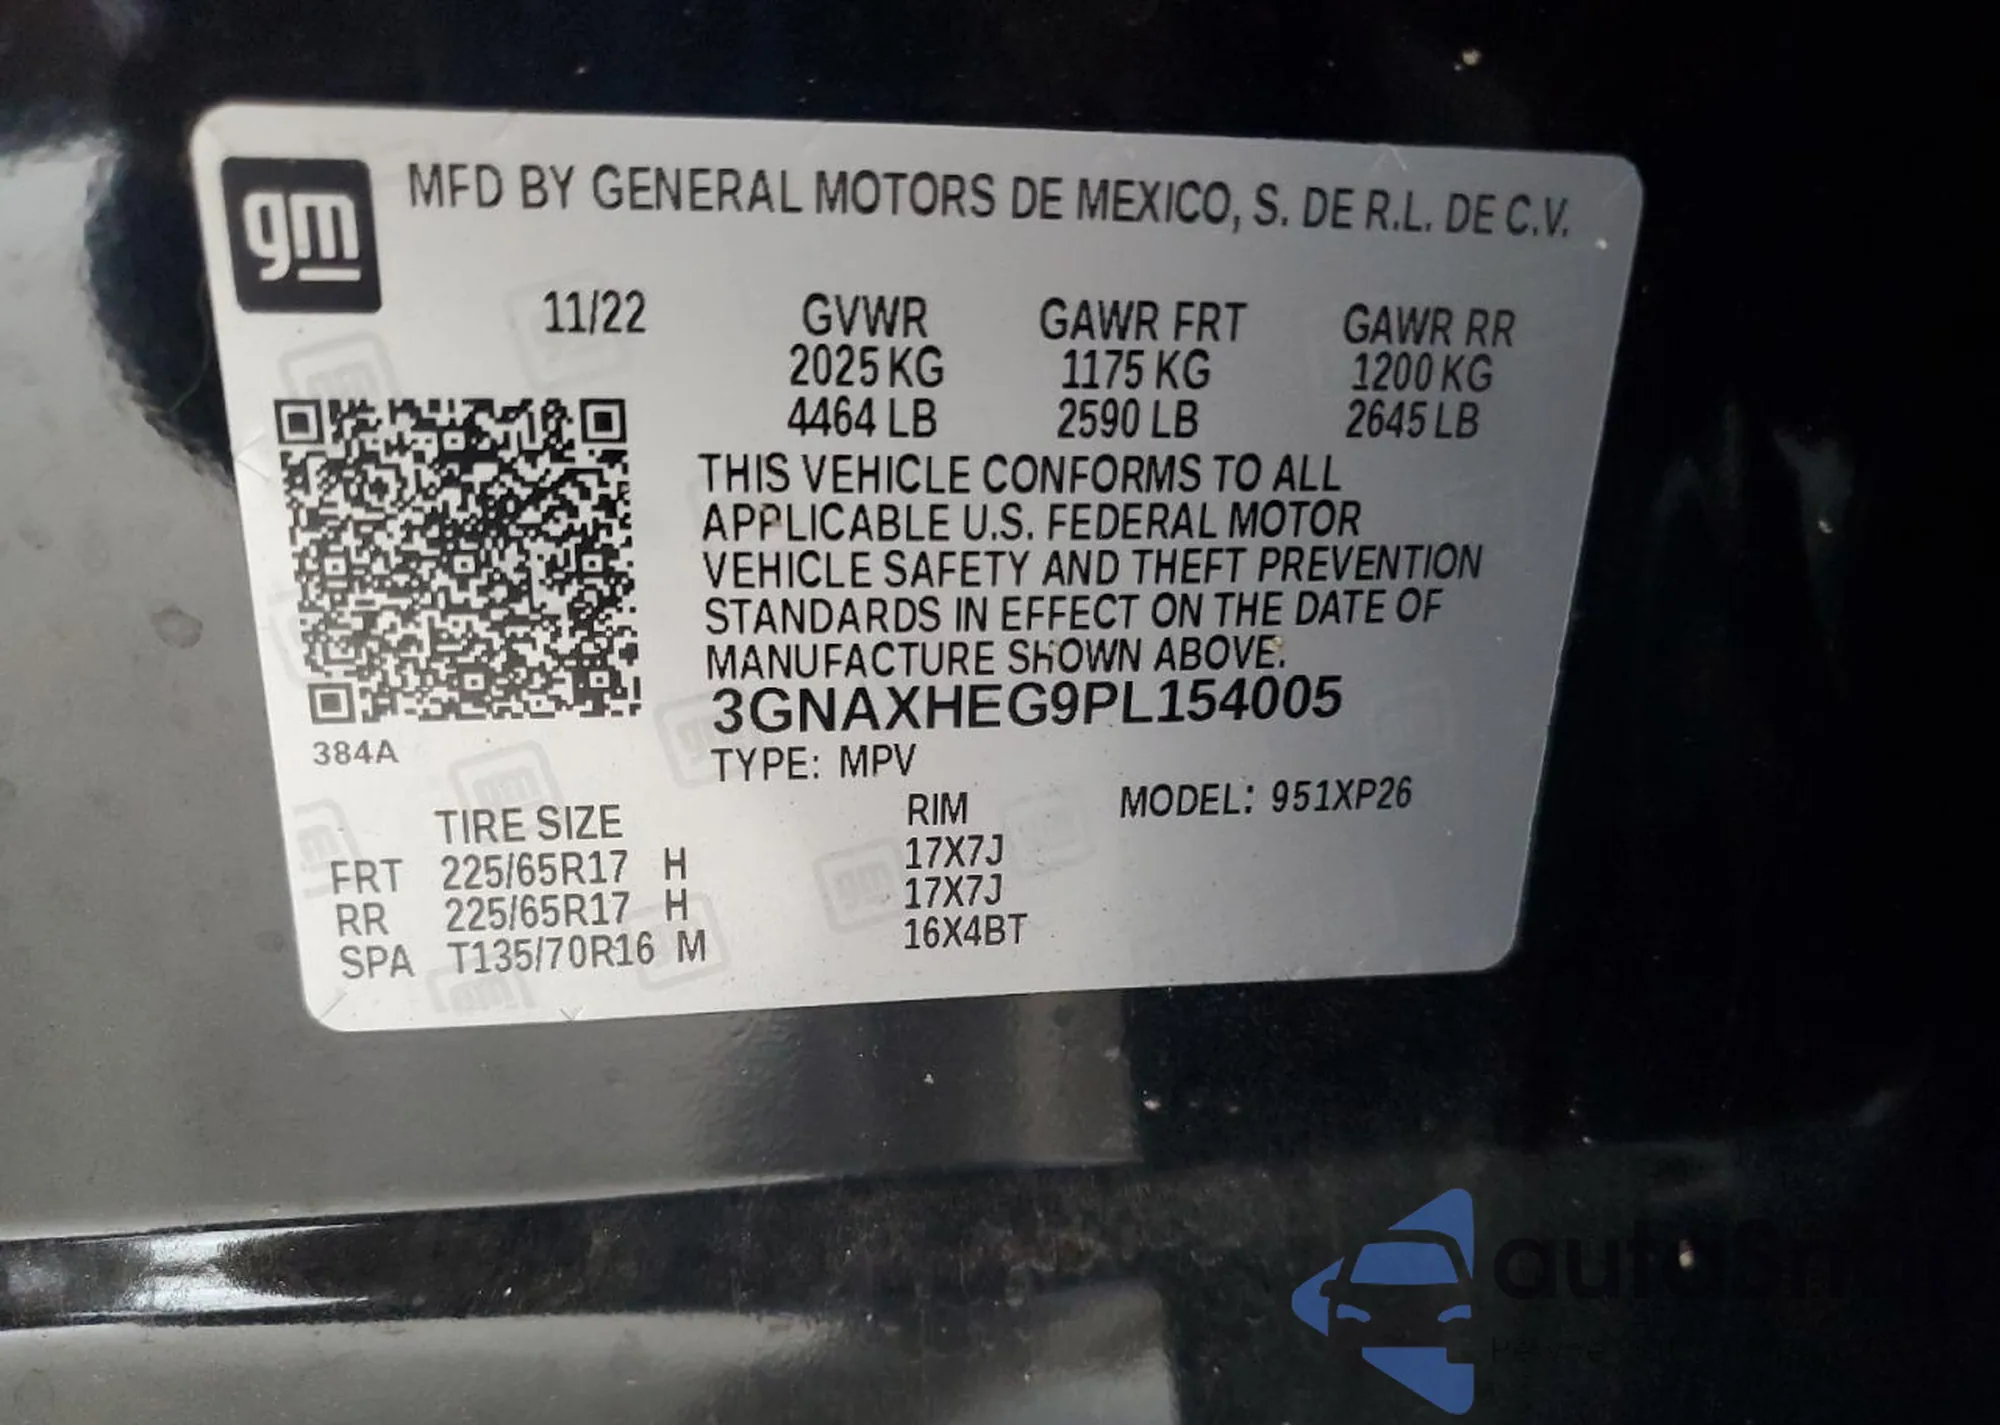 gm
MFD BY GENERAL MOTORS DE MEXICO, S. DE R.L. DE C.V.
11/22 GVWR GAWR FRT GAWR RR
2025 KG 1175 KG 1200 KG
4464 LB 2590 LB 2645 LB
THIS VEHICLE CONFORMS TO ALL
APPLICABLE U.S. FEDERAL MOTOR
VEHICLE SAFETY AND THEFT PREVENTION
STANDARDS IN EFFECT ON THE DATE OF
MANUFACTURE SHOWN ABOVE.
3GNAXHEG9PL154005
384A
TYPE: MPV
TIRE SIZE RIM MODEL: 951XP26
FRT 225/65R17 H 17X7J
RR 225/65R17 H 17X7J
SPA T135/70R16 M 16X4BT